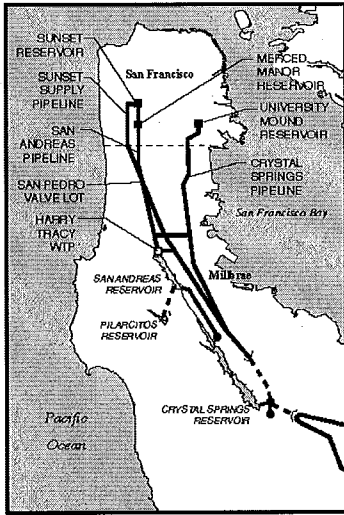 SUNSET
RESERVOIR
SUNSET
SUPPLY
PIPELINE
SAN
ANDREAS
PIPELINE
SAN PEDRO
VALVE LOT
HARRY
TRACY
WTP
SAN ANDREAS
RESERVOIR
PILARCITOS
RESERVOIR
CRYSTAL SPRINGS
RESERVOIR
San Francisco
MERCED
MANOR
RESERVOIR
UNIVERSITY
MOUND
RESERVOIR
CRYSTAL
SPRINGS
PIPELINE
San Francisco Bay
Millbrae
Pacific
Ocean